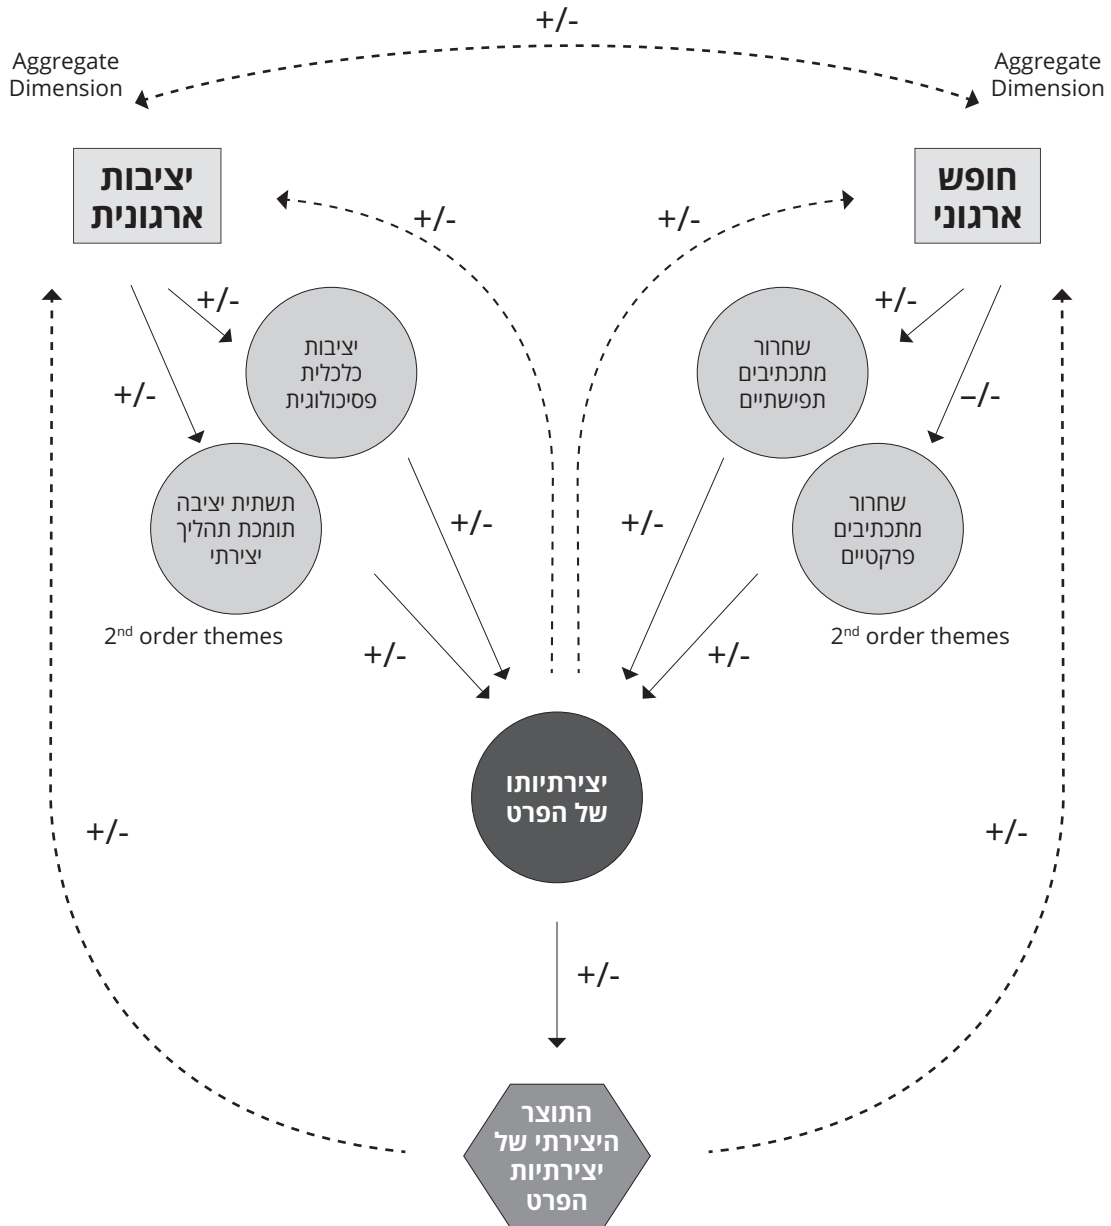 +/-
Aggregate
Dimension
Aggregate
Dimension
יציבות
ארגונית
חופש
ארגוני
+/-
+/-
+/-
+/-
יציבות
כלכלית
פסיכולוגית
שחרור
מתכתיבים
תפישתיים
+/-
–/-
תשתית יציבה
תומכת תהליך
יצירתי
שחרור
מתכתיבים
פרקטיים
+/-
+/-
2nd order themes
2nd order themes
+/-
+/-
יצירתיותו
של הפרט
+/-
+/-
+/-
התוצר
היצירתי של
יצירתיות
הפרט